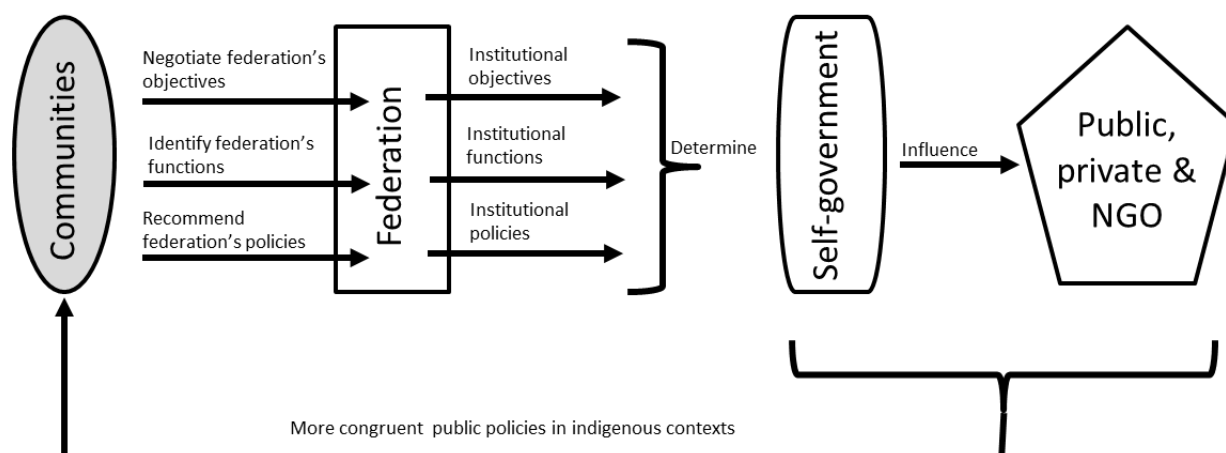 Communities
Negotiate federation's
objectives
Identify federation's
functions
Recommend
federation's policies
Federation
Institutional
objectives
Institutional
functions
Institutional
policies
Determine
Self-government
Influence
Public,
private &
NGO
More congruent public policies in indigenous contexts